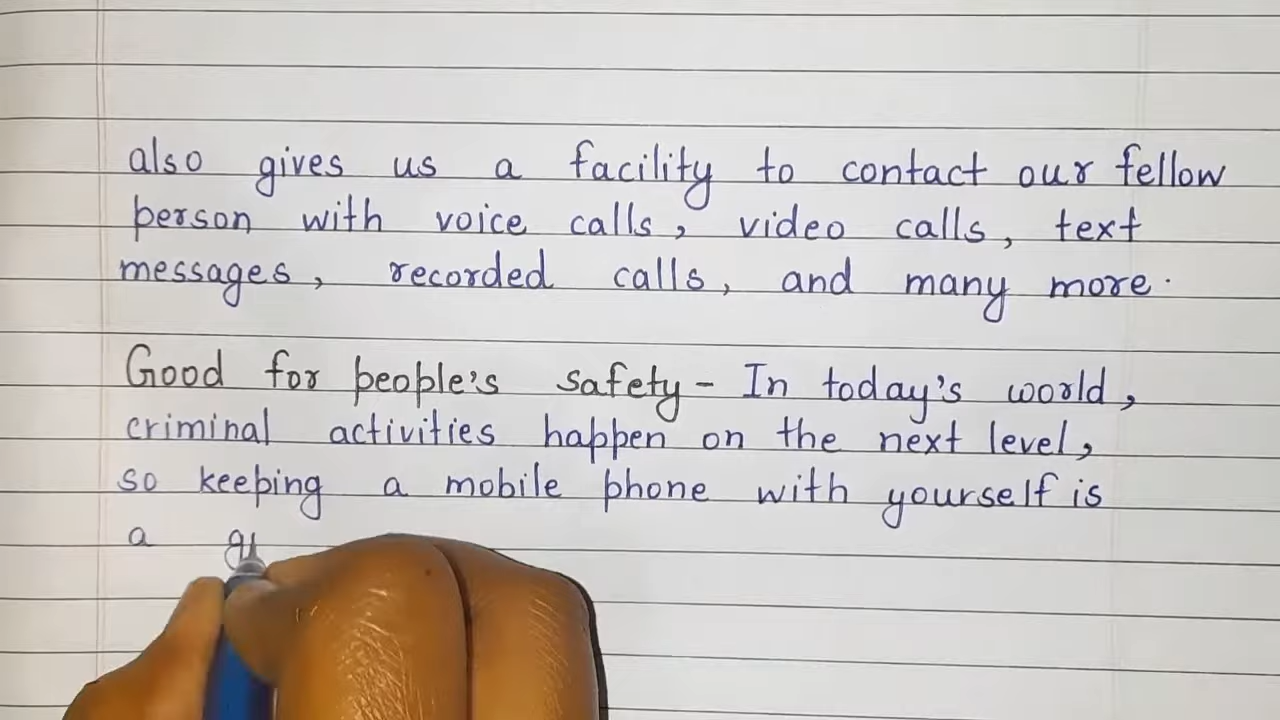 also gives us a facility to contact our fellow
person with voice calls, video calls, text
messages, recorded calls, and many more.
Good for people's safety - In today's world,
criminal activities happen on the next level,
so keeping a mobile phone with yourself is
a